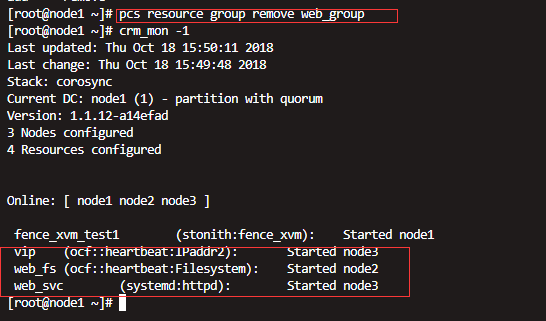 [root@node1 ~]# pcs resource group remove web_group
[root@node1 ~]# crm_mon -1
Last updated: Thu Oct 18 15:50:11 2018
Last change: Thu Oct 18 15:49:48 2018
Stack: corosync
Current DC: node1 (1) - partition with quorum
Version: 1.1.12-a14efad
3 Nodes configured
4 Resources configured
Online: [ node1 node2 node3 ]
fence_xvm_test1 (stonith:fence_xvm): Started node1
vip (ocf::heartbeat:IPaddr2): Started node3
web_fs (ocf::heartbeat:Filesystem): Started node2
web_svc (systemd:httpd): Started node3
[root@node1 ~]#